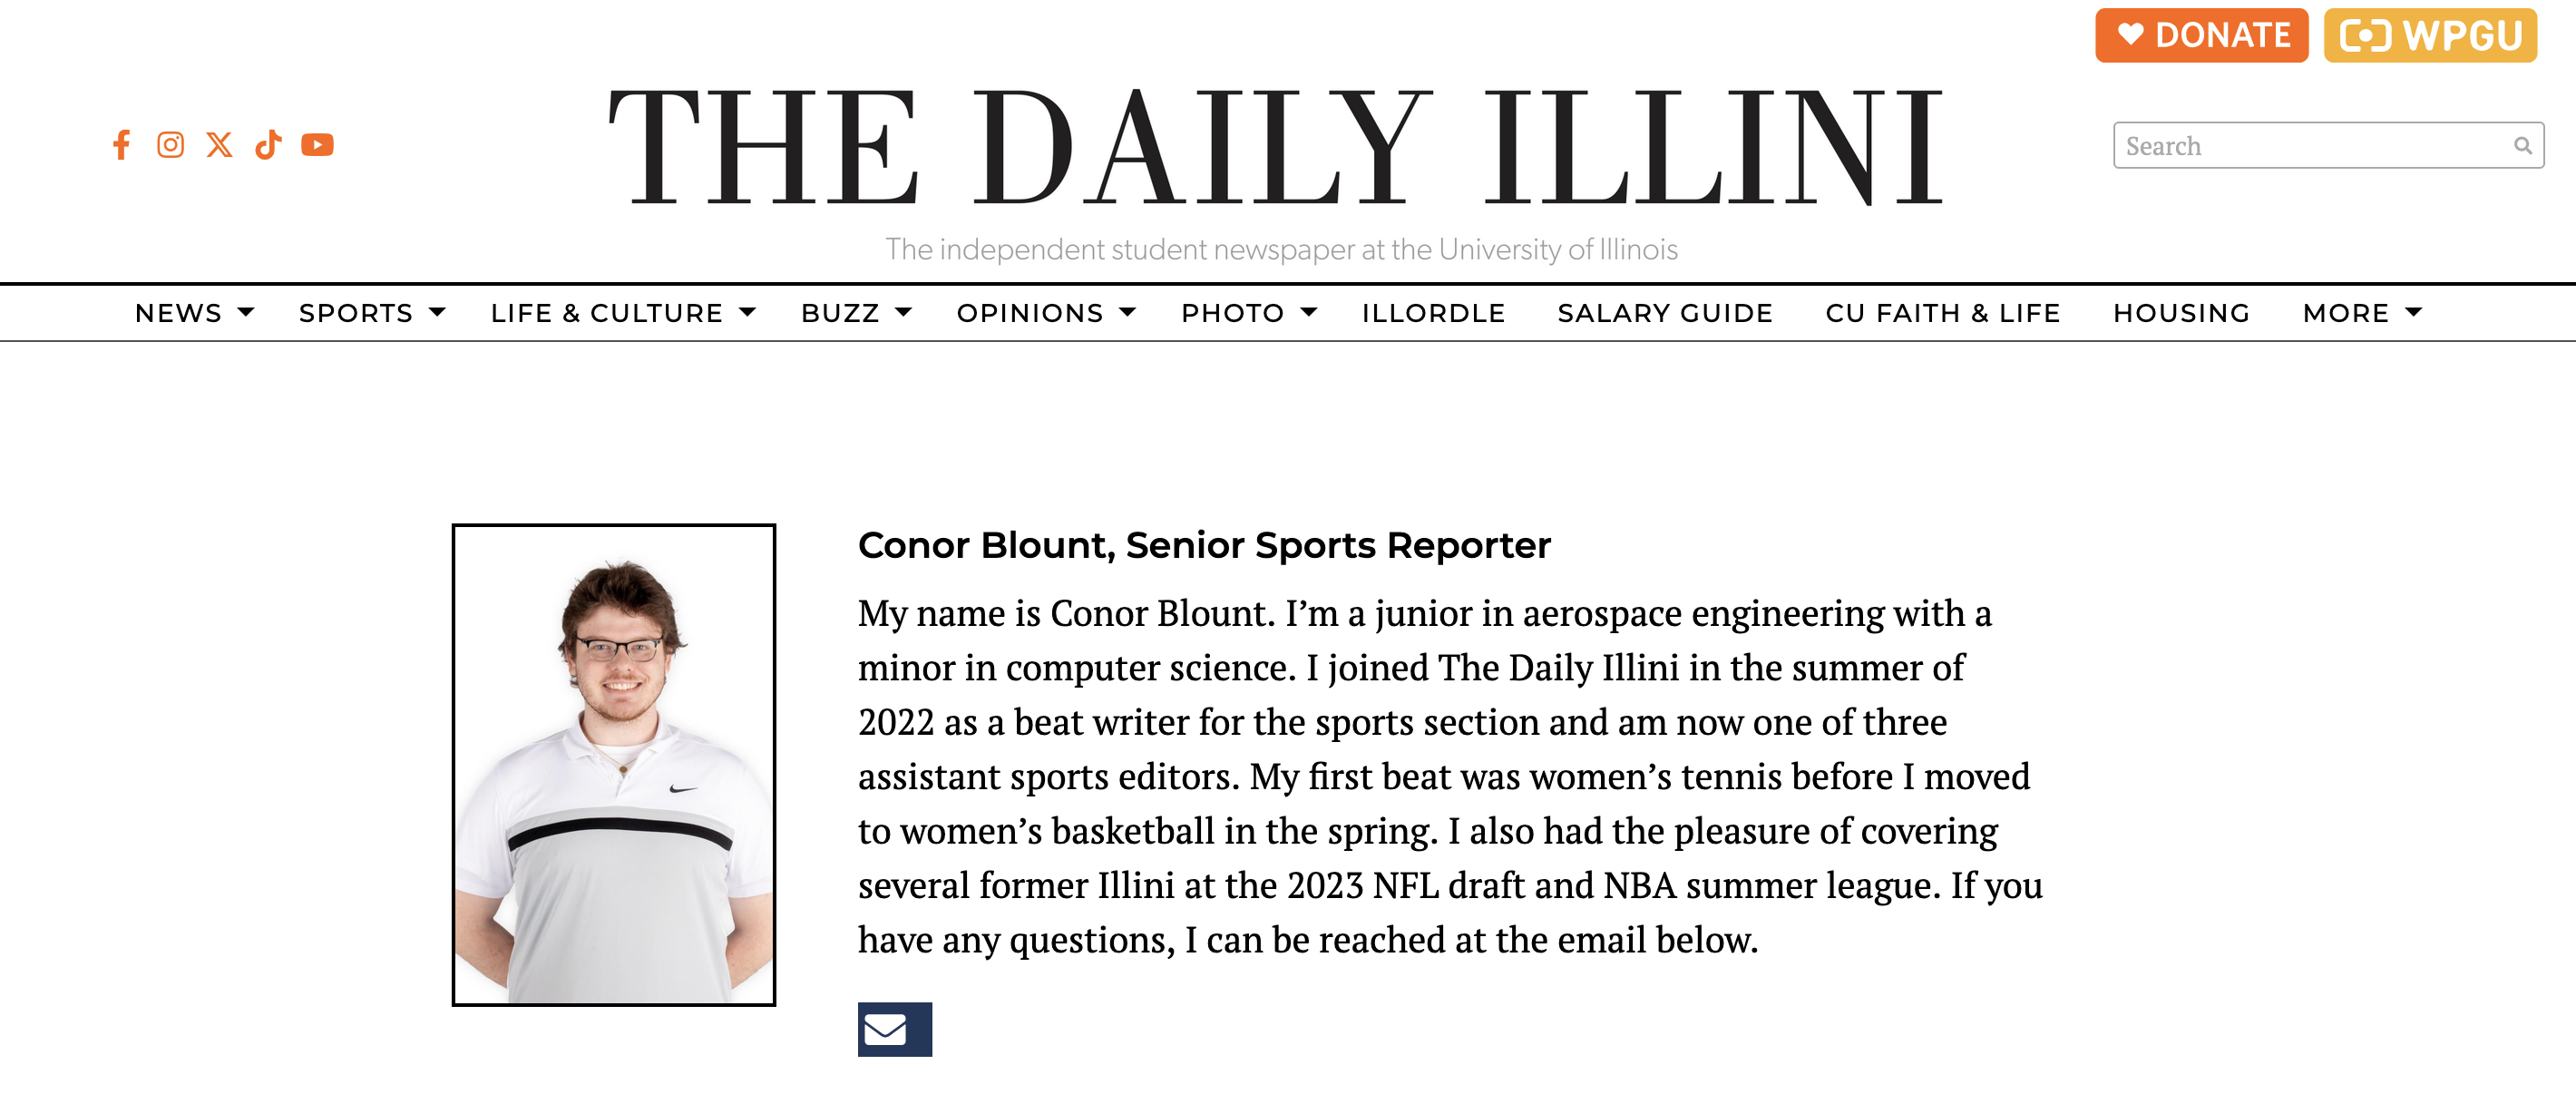 DONATE
WPGU
THE DAILY ILLINI
Search
The independent student newspaper at the University of Illinois
NEWS SPORTS LIFE & CULTURE BUZZ OPINIONS PHOTO ILLORDLE SALARY GUIDE CU FAITH & LIFE HOUSING MORE
Conor Blount, Senior Sports Reporter
My name is Conor Blount. I’m a junior in aerospace engineering with a
minor in computer science. I joined The Daily Illini in the summer of
2022 as a beat writer for the sports section and am now one of three
assistant sports editors. My first beat was women’s tennis before I moved
to women’s basketball in the spring. I also had the pleasure of covering
several former Illini at the 2023 NFL draft and NBA summer league. If you
have any questions, I can be reached at the email below.